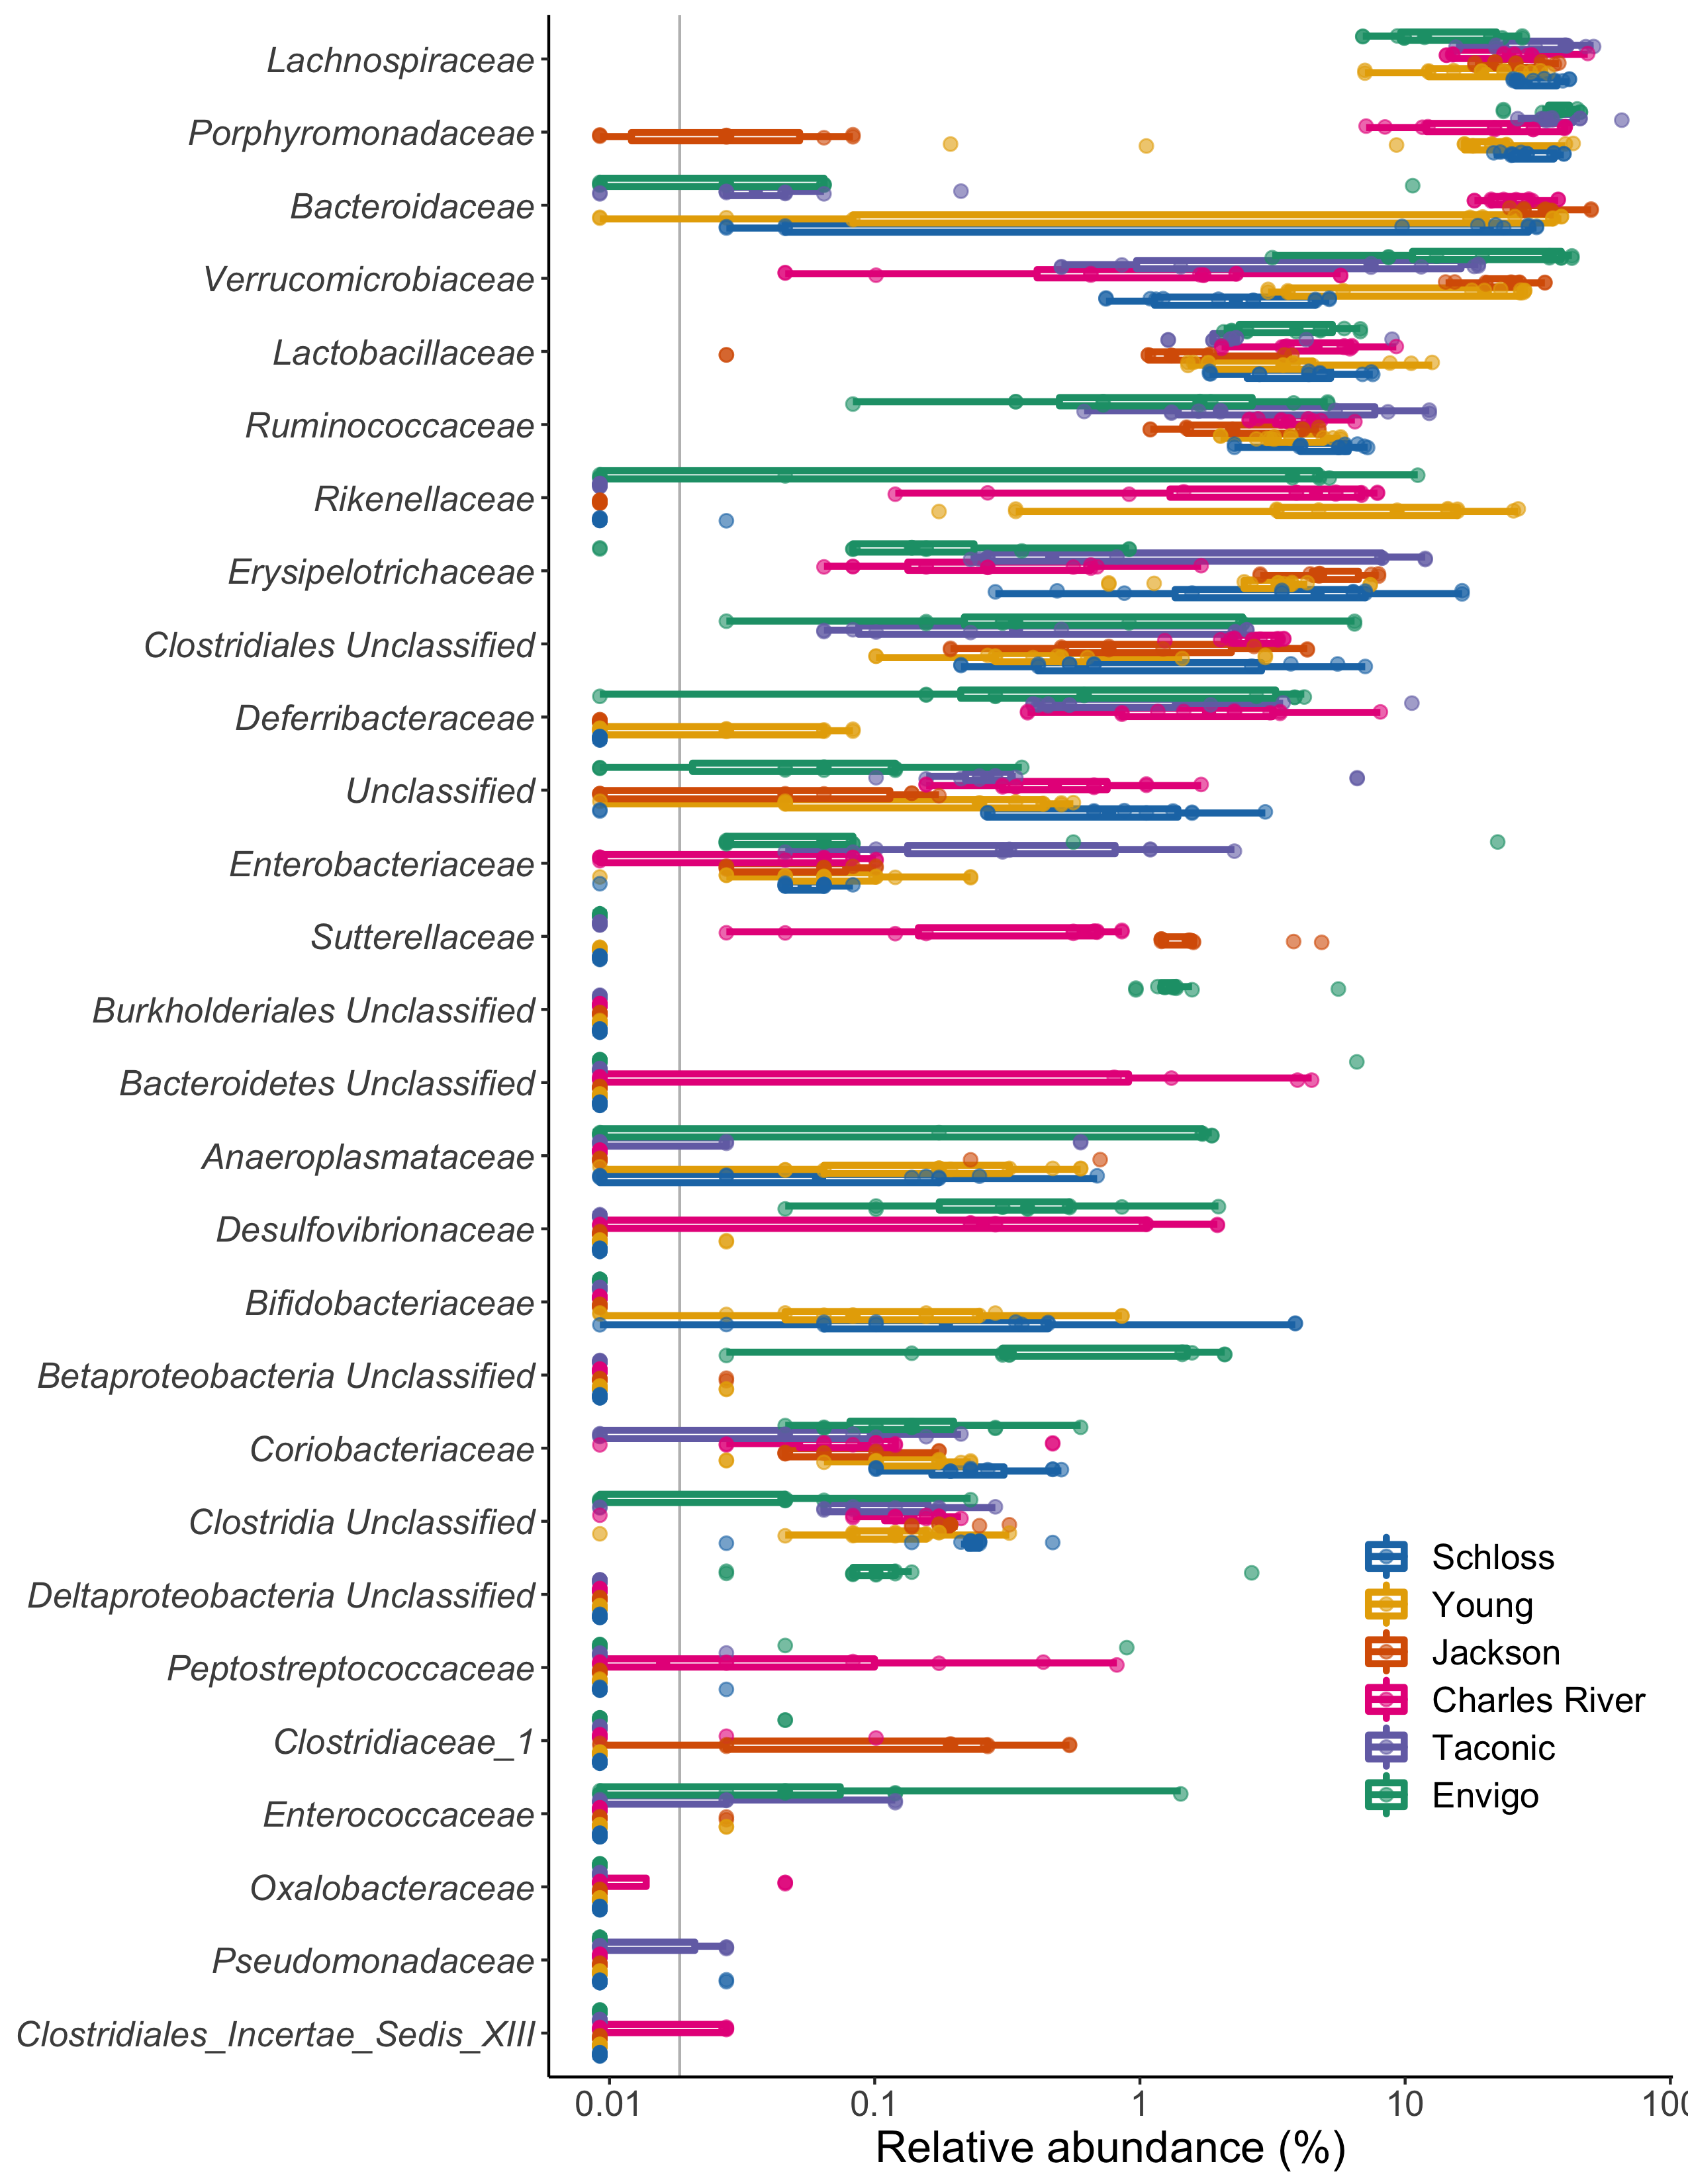 Lachnospiraceae
Porphyromonadaceae
Bacteroidaceae
Verrucomicrobiaceae
Lactobacillaceae
Ruminococcaceae
Rikenellaceae
Erysipelotrichaceae
Clostridiales Unclassified
Deferribacteraceae
Unclassified
Enterobacteriaceae
Sutterellaceae
Burkholderiales Unclassified
Bacteroidetes Unclassified
Anaeroplasmataceae
Desulfovibrionaceae
Bifidobacteriaceae
Betaproteobacteria Unclassified
Coriobacteriaceae
Clostridia Unclassified
Deltaproteobacteria Unclassified
Peptostreptococcaceae
Clostridiaceae_1
Enterococcaceae
Oxalobacteraceae
Pseudomonadaceae
Clostridiales_Incertae_Sedis_XIII
Schloss
Young
Jackson
Charles River
Taconic
Envigo
0.01 0.1 1 10 100
Relative abundance (%)